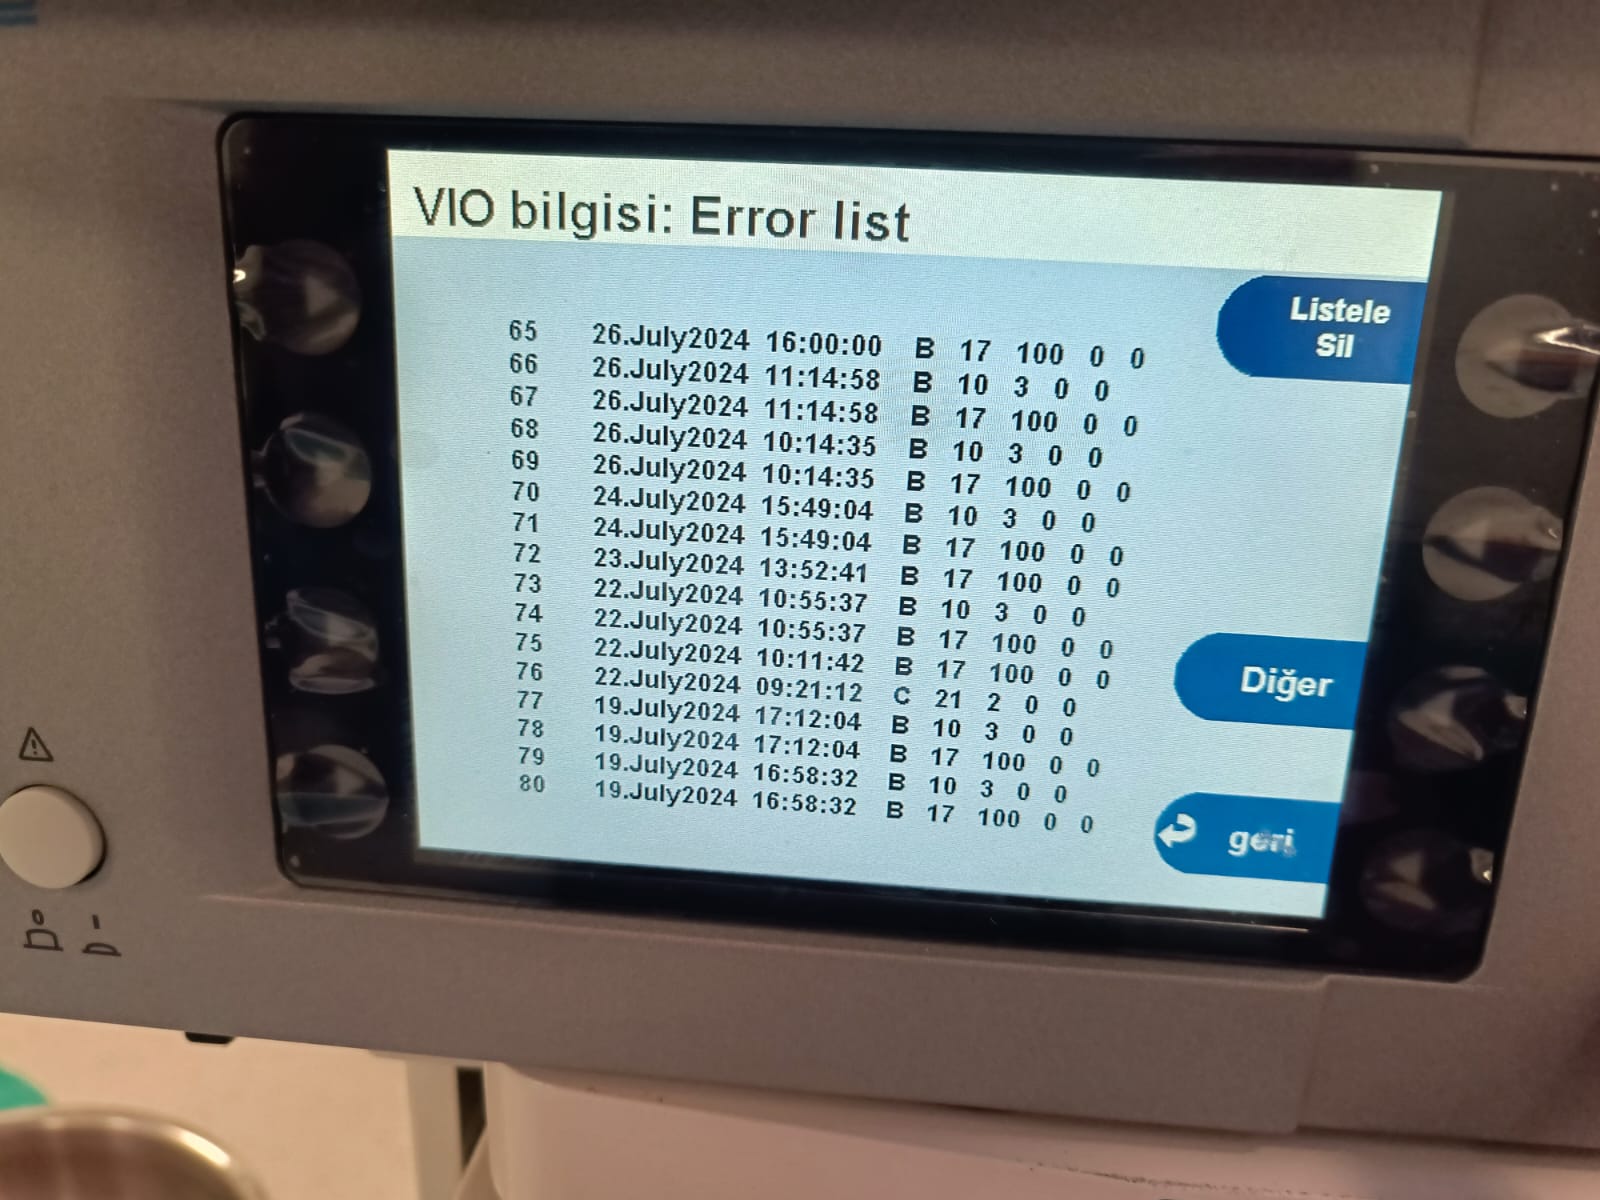 VIO bilgisi: Error list
Listele
Sil
65 26.July2024 16:00:00 B 17 100 0 0
66 26.July2024 11:14:58 B 10 3 0 0
67 26.July2024 11:14:58 B 17 100 0 0
68 26.July2024 10:14:35 B 10 3 0 0
69 26.July2024 10:14:35 B 17 100 0 0
70 24.July2024 15:49:04 B 10 3 0 0
71 24.July2024 15:49:04 B 17 100 0 0
72 23.July2024 13:52:41 B 17 100 0 0
73 22.July2024 10:55:37 B 10 3 0 0
74 22.July2024 10:55:37 B 17 100 0 0
75 22.July2024 10:11:42 B 17 100 0 0
76 22.July2024 09:21:12 C 21 2 0 0
77 19.July2024 17:12:04 B 10 3 0 0
78 19.July2024 17:12:04 B 17 100 0 0
79 19.July2024 16:58:32 B 10 3 0 0
80 19.July2024 16:58:32 B 17 100 0 0
Diğer
geri